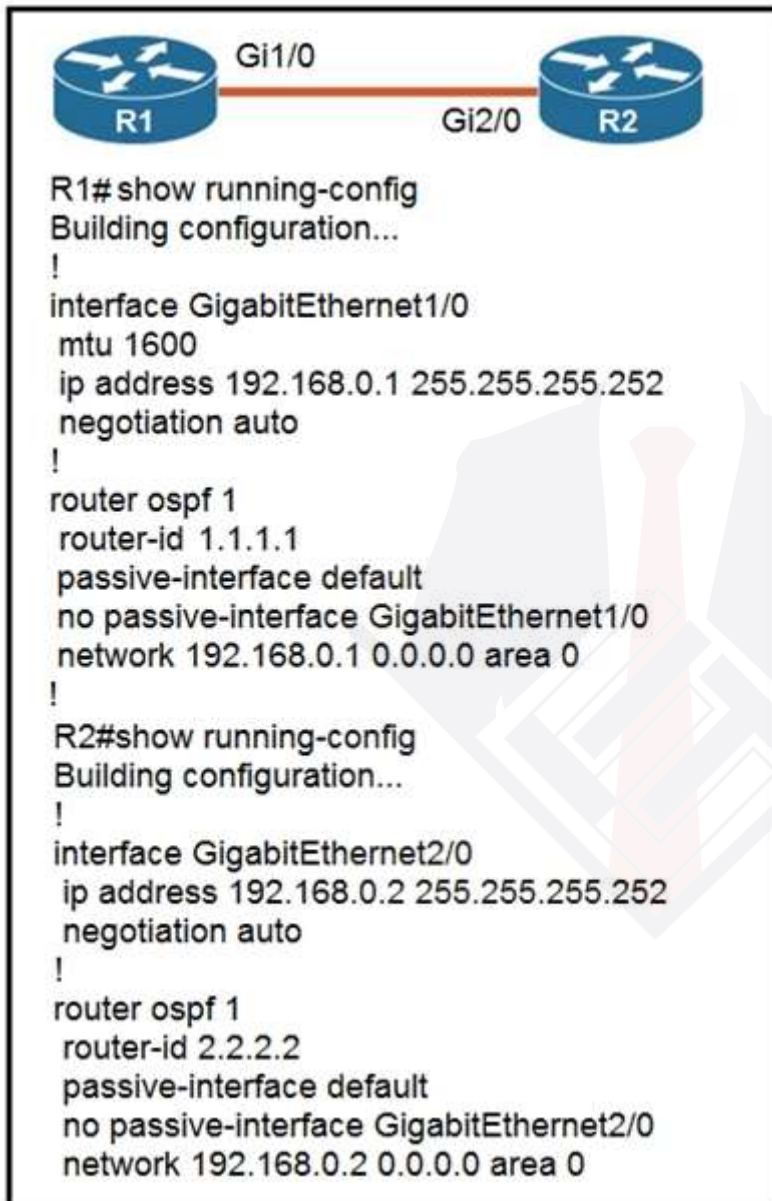 Gi1/0
R1
Gi2/0
R2
R1# show running-config
Building configuration...
!
interface GigabitEthernet1/0
mtu 1600
ip address 192.168.0.1 255.255.255.252
negotiation auto
!
router ospf 1
router-id 1.1.1.1
passive-interface default
no passive-interface GigabitEthernet1/0
network 192.168.0.1 0.0.0.0 area 0
!
R2#show running-config
Building configuration...
!
interface GigabitEthernet2/0
ip address 192.168.0.2 255.255.255.252
negotiation auto
!
router ospf 1
router-id 2.2.2.2
passive-interface default
no passive-interface GigabitEthernet2/0
network 192.168.0.2 0.0.0.0 area 0